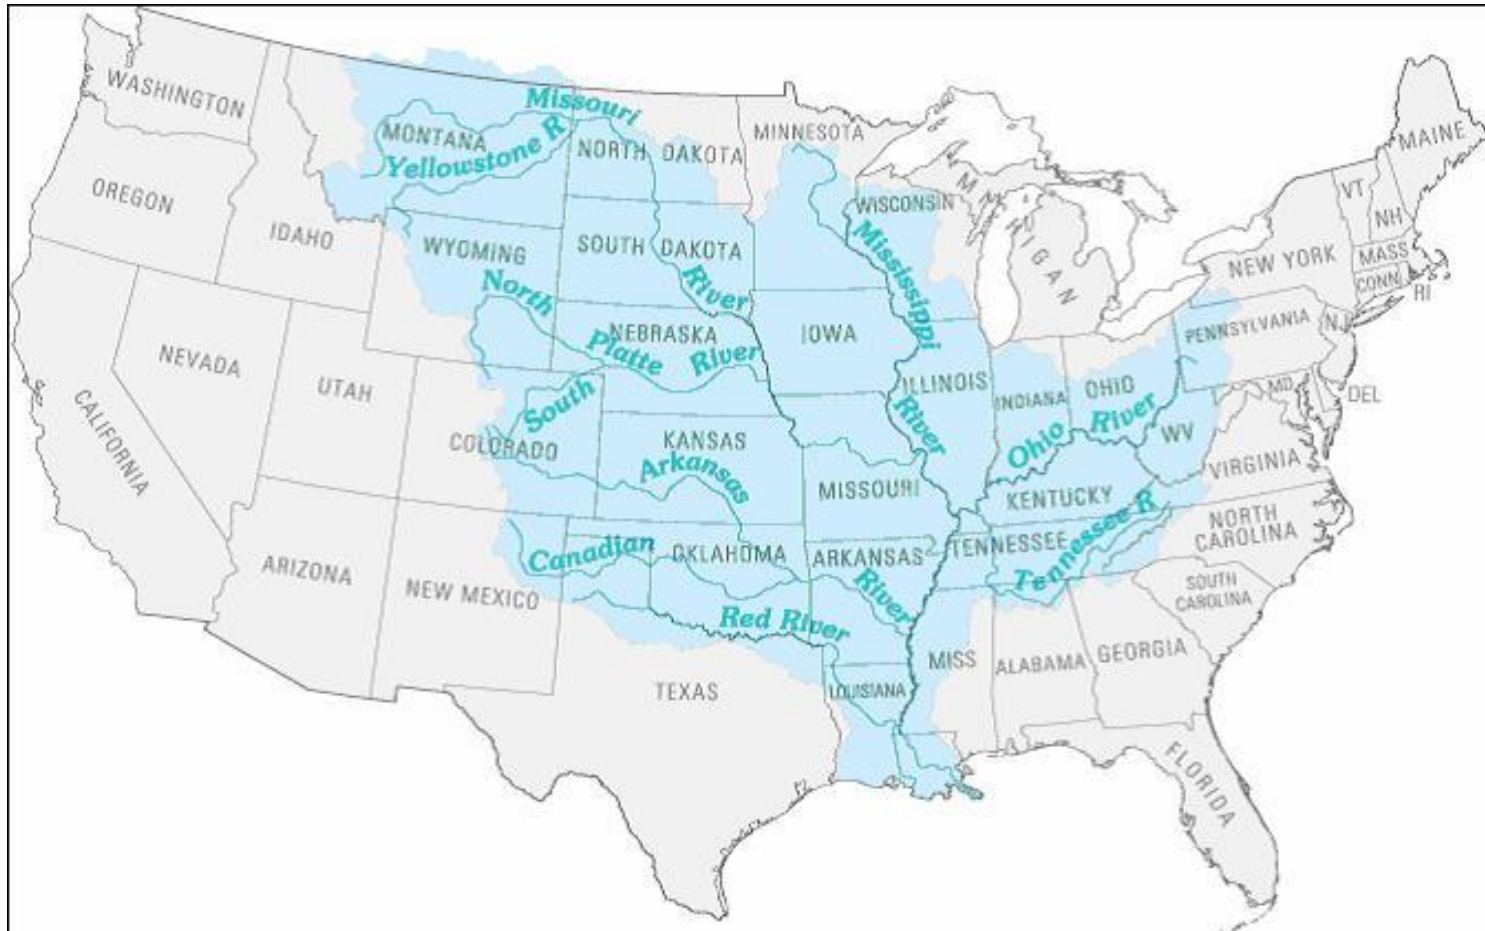 WASHINGTON
MONTANA
Missouri
Yellowstone R
NORTH DAKOTA
MINNESOTA
MAINE
OREGON
IDAHO
WYOMING
SOUTH DAKOTA
River
WISCONSIN
Mississippi
River
MICHIGAN
VT
NH
NEW YORK
MASS
CONN
RI
North
Platte River
South
NEBRASKA
IOWA
PENNSYLVANIA
NJ
NEVADA
UTAH
CALIFORNIA
COLORADO
KANSAS
Arkansas
River
ILLINOIS
INDIANA
OHIO
Ohio River
MD
DEL
WV
VIRGINIA
MISSOURI
KENTUCKY
TENNESSEE
Tennessee R
NORTH
CAROLINA
ARIZONA
NEW MEXICO
Canadian
OKLAHOMA
ARKANSAS
Red River
SOUTH
CAROLINA
TEXAS
LOUISIANA
MISS
ALABAMA
GEORGIA
FLORIDA